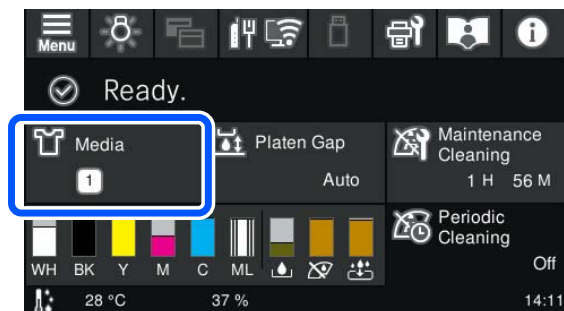 Menu
Ready.
Media
1
Platen Gap
Auto
Maintenance
Cleaning
1 H 56 M
WH BK Y M C ML
Periodic
Cleaning
Off
28 °C 37 % 14:11